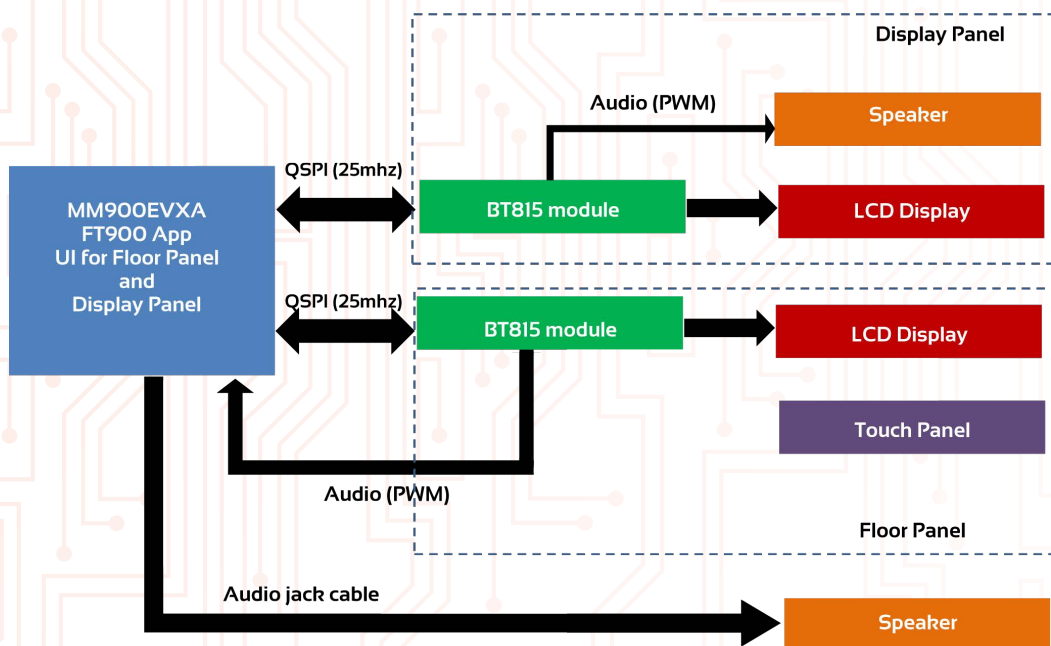 Display Panel
Audio (PWM)
Speaker
QSPI (25mhz)
MM900EVXA
FT900 App
UI for Floor Panel
and
Display Panel
BT815 module
LCD Display
QSPI (25mhz)
BT815 module
LCD Display
Touch Panel
Audio (PWM)
Floor Panel
Audio jack cable
Speaker